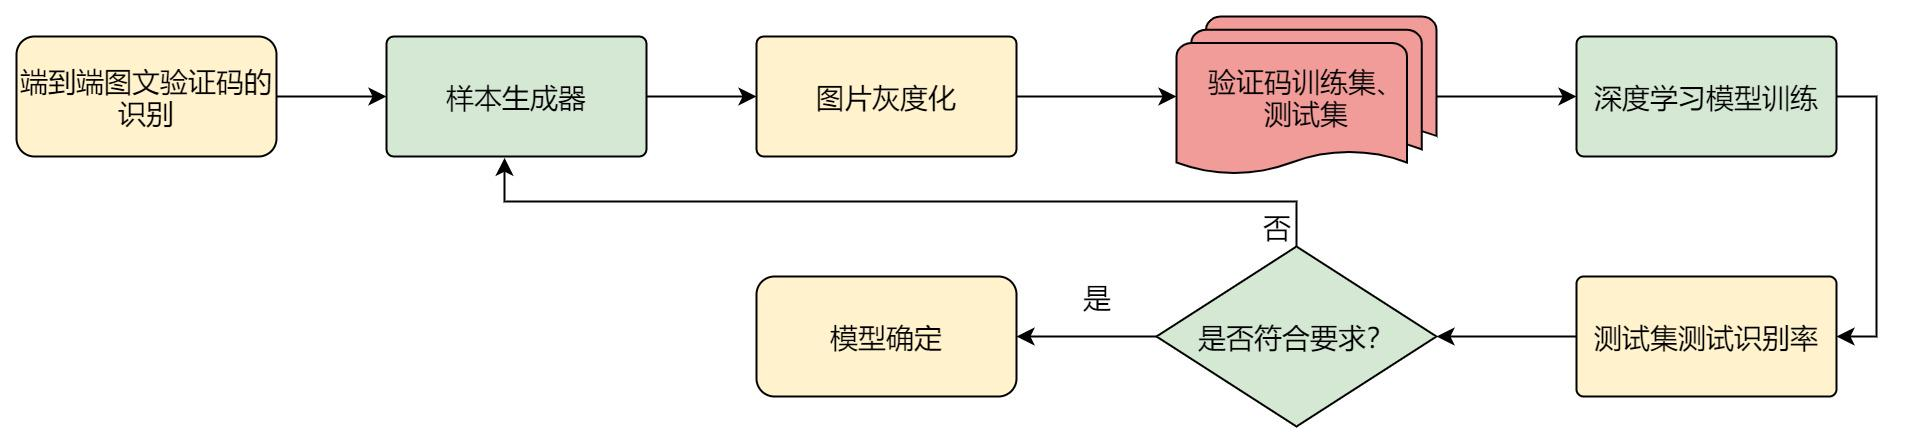 端到端图文验证码的
识别
样本生成器
图片灰度化
验证码训练集、
测试集
深度学习模型训练
否
是
模型确定
是否符合要求？
测试集测试识别率